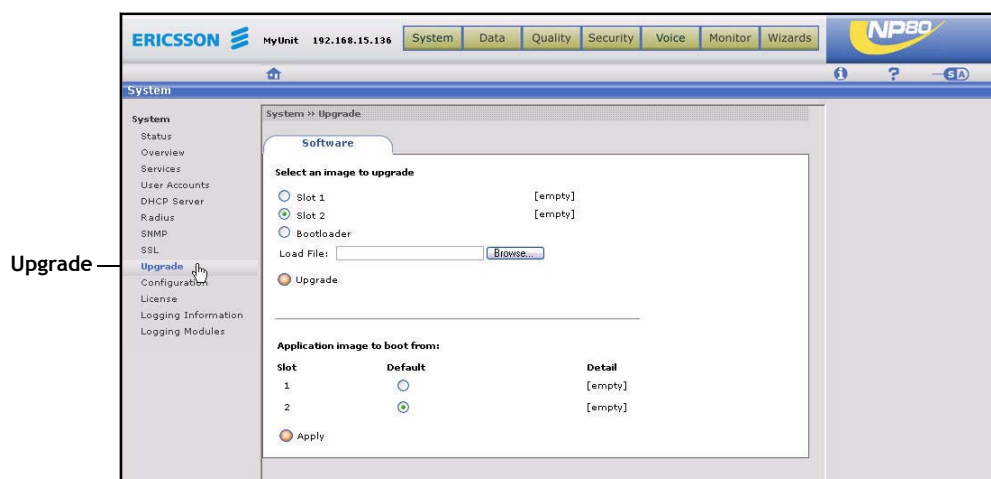 ERICSSON MyUnit 192.168.15.136 System Data Quality Security Voice Monitor Wizards NP80
i ? SA
System
System
Status
Overview
Services
User Accounts
DHCP Server
Radius
SNMP
SSL
Upgrade
Upgrade
Configuration
License
Logging Information
Logging Modules
System » Upgrade
Software
Select an image to upgrade
Slot 1 [empty]
Slot 2 [empty]
Bootloader
Load File: Browse...
Upgrade
Application image to boot from:
Slot Default Detail
1 [empty]
2 [empty]
Apply